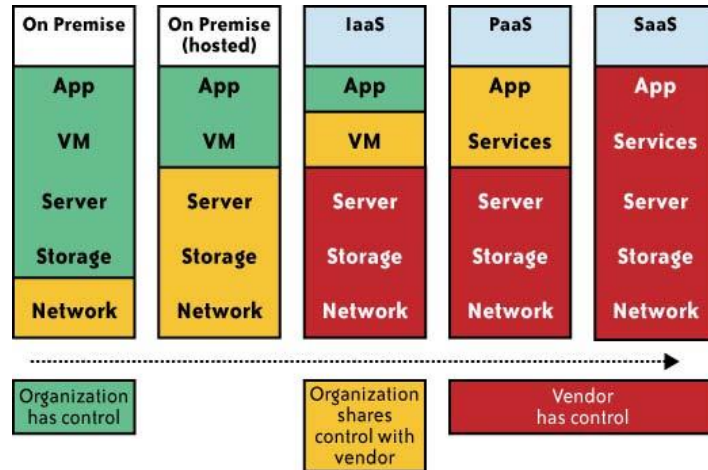 On Premise
App
VM
Server
Storage
Network
On Premise
(hosted)
App
VM
Server
Storage
Network
IaaS
App
VM
Server
Storage
Network
PaaS
App
Services
Server
Storage
Network
SaaS
App
Services
Server
Storage
Network
Organization
has control
Organization
shares
control with
vendor
Vendor
has control